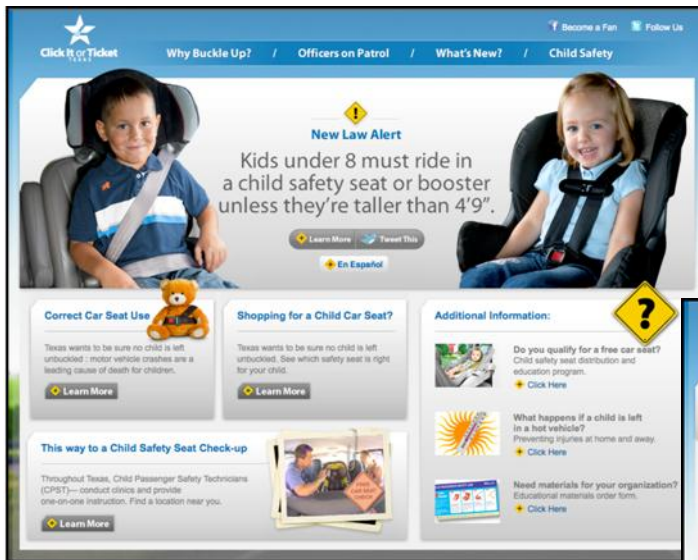 Become a Fan
Follow Us
Click It or Ticket
TEXAS
Why Buckle Up? / Officers on Patrol / What's New? / Child Safety
New Law Alert
Kids under 8 must ride in
a child safety seat or booster
unless they're taller than 4'9".
Learn More
Tweet This
En Español
Correct Car Seat Use
Texas wants to be sure no child is left
unbuckled : motor vehicle crashes are a
leading cause of death for children.
Learn More
Shopping for a Child Car Seat?
Texas wants to be sure no child is left
unbuckled. See which safety seat is right
for your child.
Learn More
This way to a Child Safety Seat Check-up
Throughout Texas, Child Passenger Safety Technicians
(CPST)— conduct clinics and provide
one-on-one instruction. Find a location near you.
Learn More
FREE
CAR SEAT
CHECK
Additional Information:
?
Do you qualify for a free car seat?
Child safety seat distribution and
education program.
Click Here
What happens if a child is left
in a hot vehicle?
Preventing injuries at home and away.
Click Here
Need materials for your organization?
Educational materials order form.
Click Here